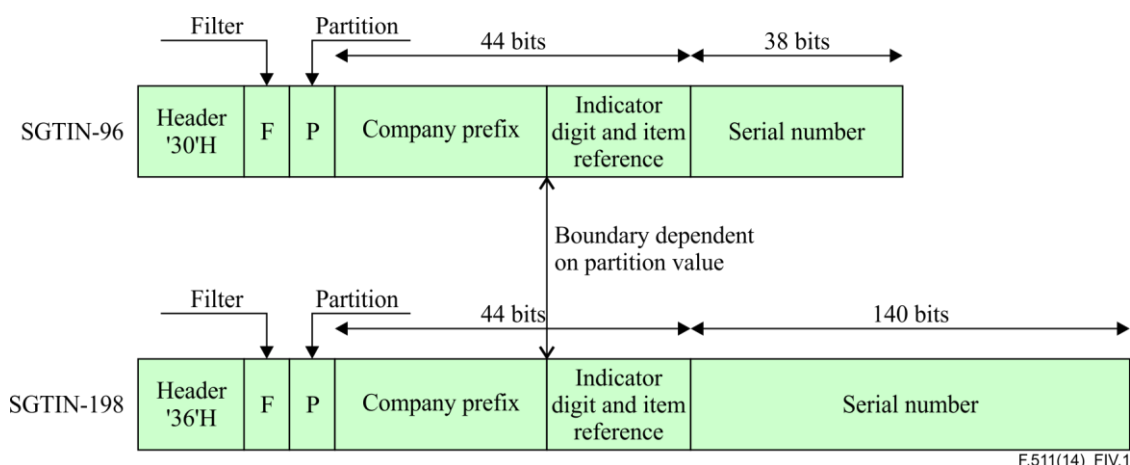 Filter
Partition
44 bits
38 bits
SGTIN-96
Header
'30'H
F
P
Company prefix
Indicator
digit and item
reference
Serial number
Boundary dependent
on partition value
Filter
Partition
44 bits
140 bits
SGTIN-198
Header
'36'H
F
P
Company prefix
Indicator
digit and item
reference
Serial number
F.511(14)_FIV.1